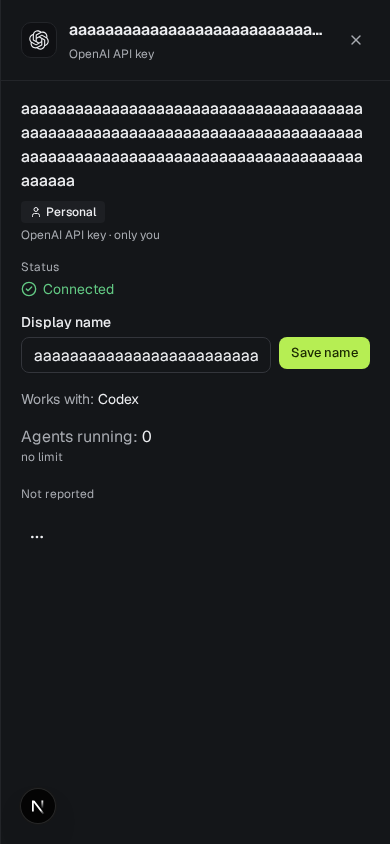 aaaaaaaaaaaaaaaaaaaaaaaaaaa...
OpenAI API key
aaaaaaaaaaaaaaaaaaaaaaaaaaaaaaaaaaaaaa
aaaaaaaaaaaaaaaaaaaaaaaaaaaaaaaaaaaaaa
aaaaaaaaaaaaaaaaaaaaaaaaaaaaaaaaaaaaaa
aaaaaa
Personal
OpenAI API key · only you
Status
Connected
Display name
aaaaaaaaaaaaaaaaaaaaaaaaa
Save name
Works with: Codex
Agents running: 0
no limit
Not reported
...
N